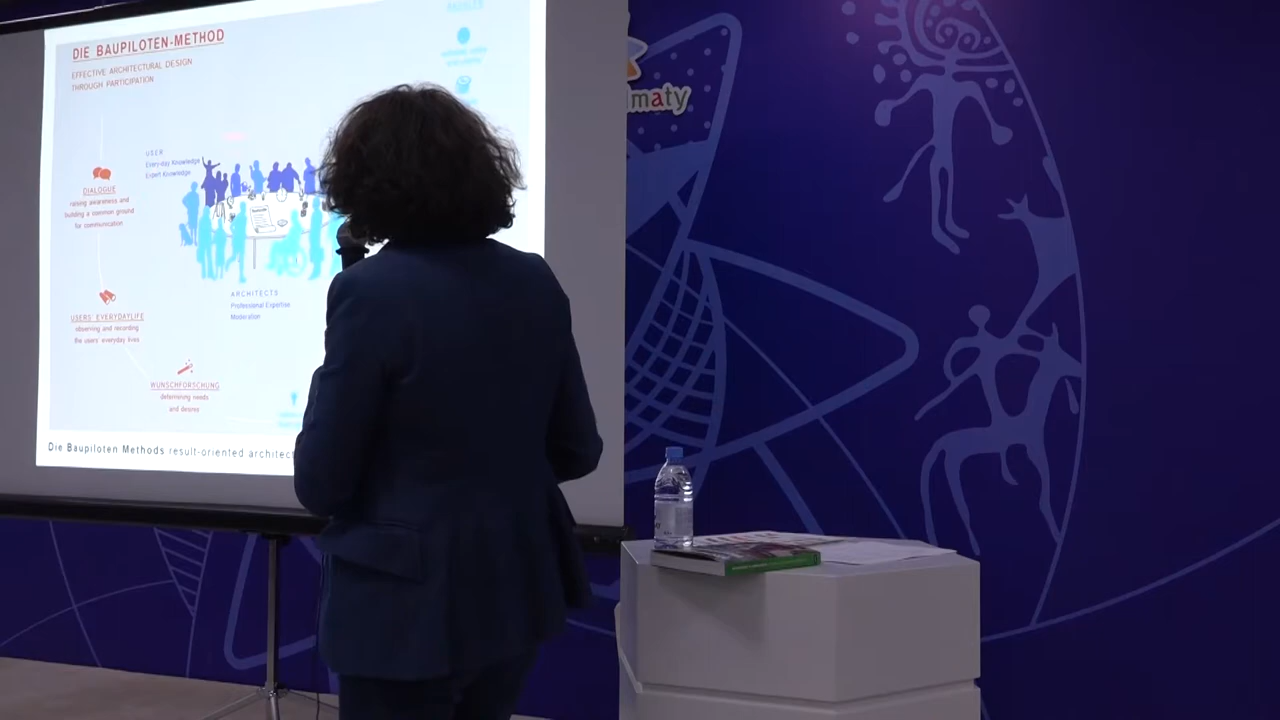 DIE BAUPILOTEN-METHOD
EFFECTIVE ARCHITECTURAL DESIGN
THROUGH PARTICIPATION
USER
Every-day Knowledge
Expert Knowledge
DIALOGUE
raising awareness and
building a common ground
for communication
ARCHITECTS
Professional Expertise
Moderation
USERS' EVERYDAYLIFE
observing and recording
the users' everyday lives
WUNSCHFORSCHUNG
determining needs
and desires
Die Baupiloten Methods result-oriented architect
lmaty